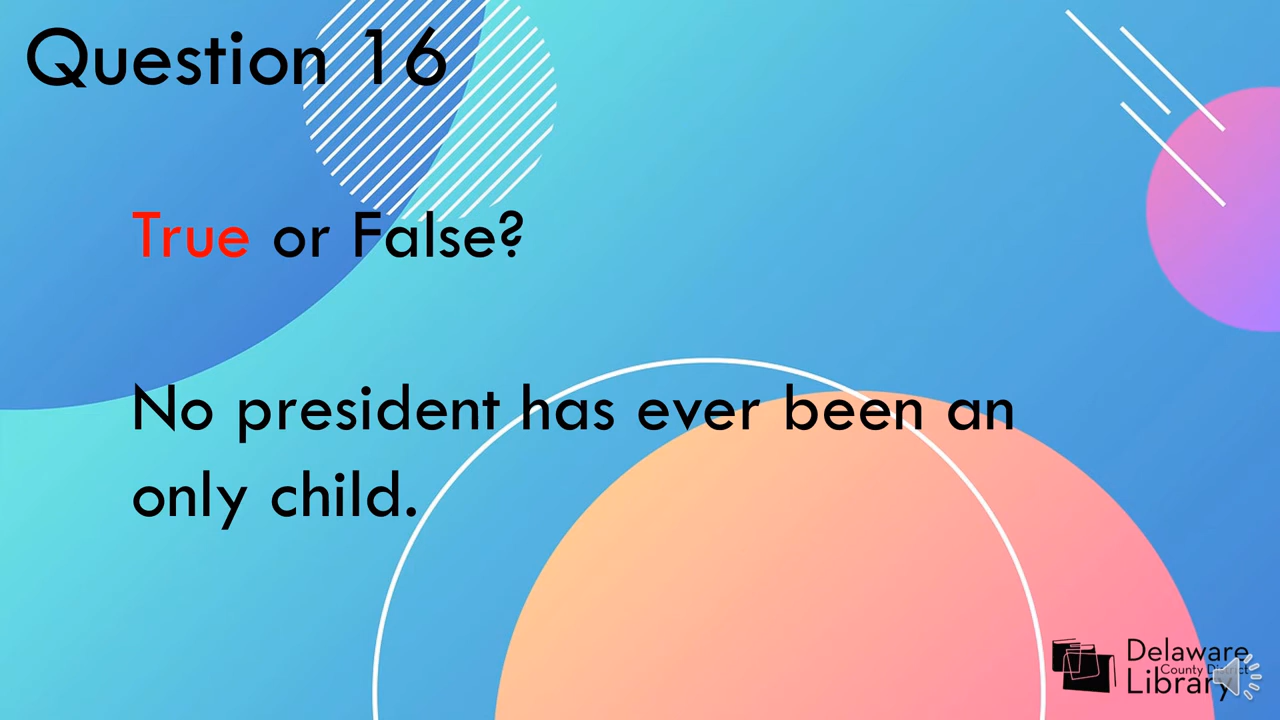 Question 16
True or False?
No president has ever been an
only child.
Delaware
County District
Library